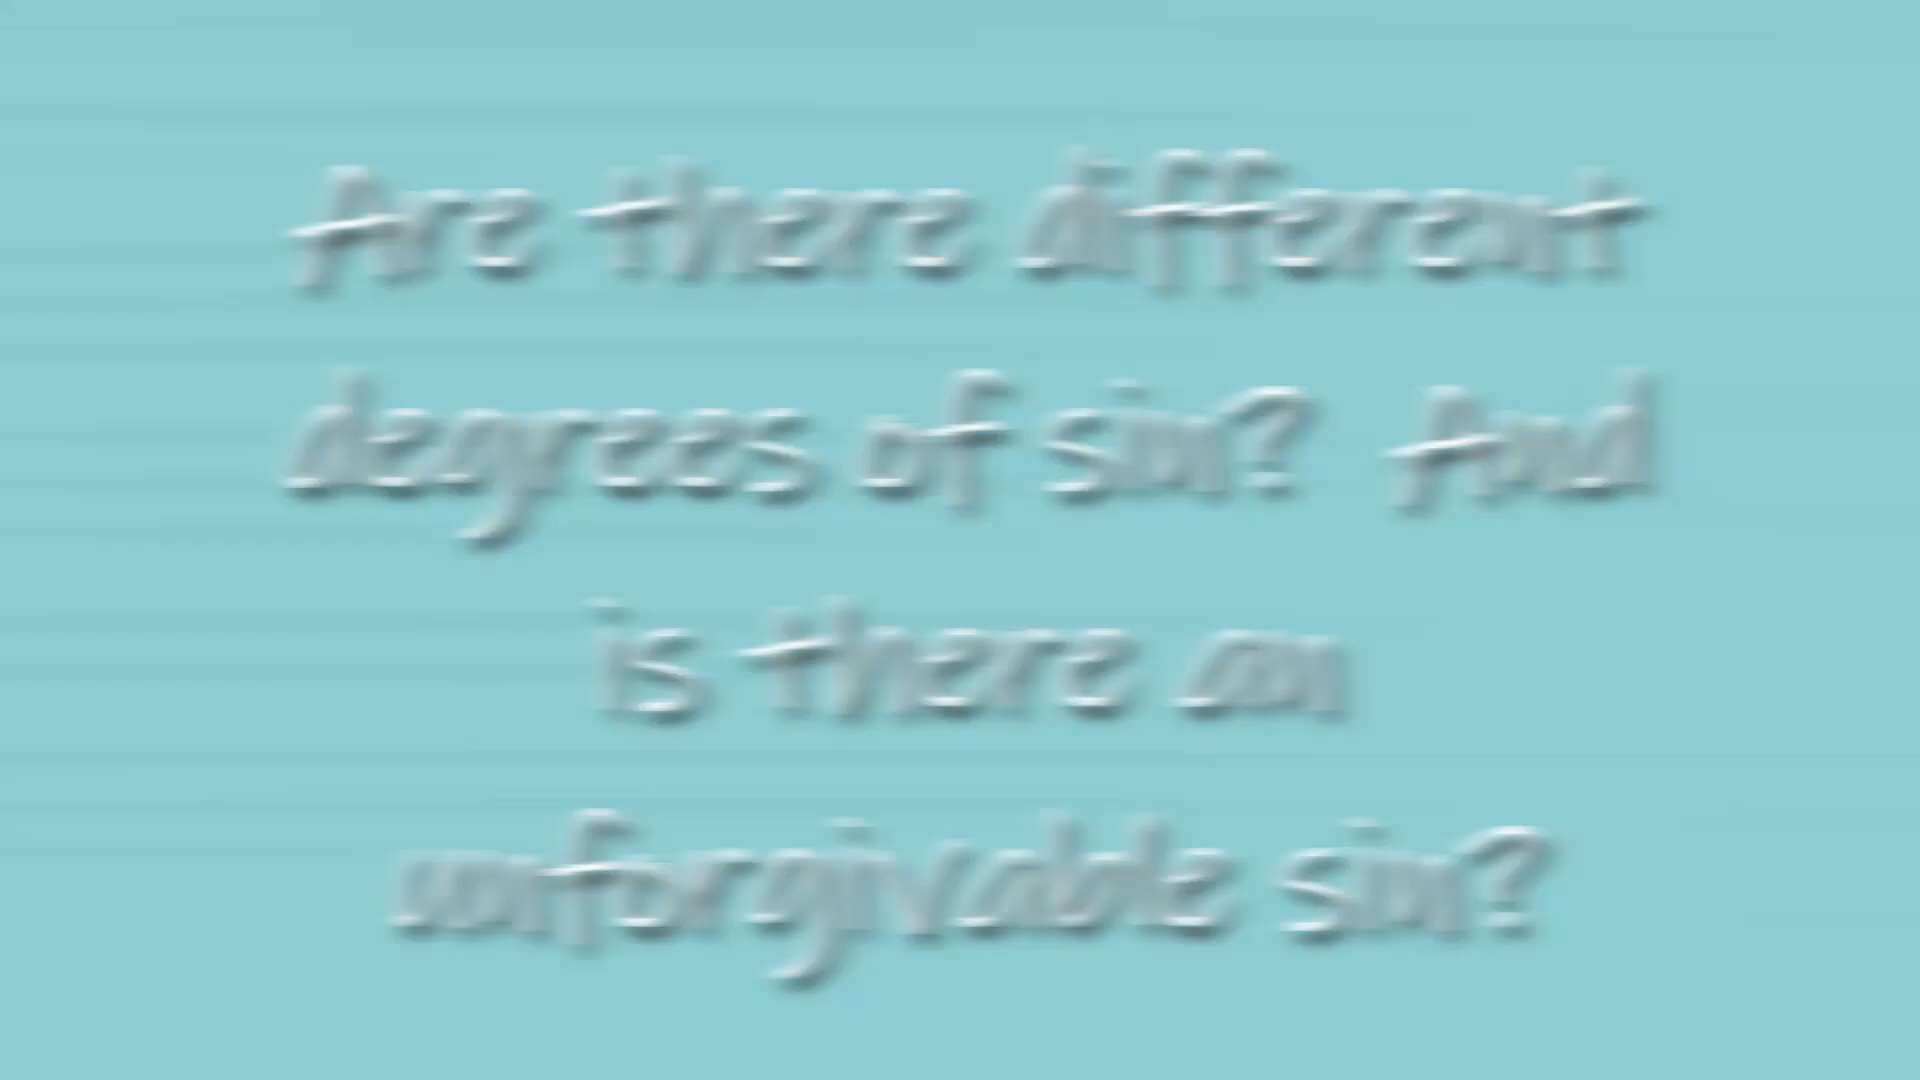 Are there different
degrees of sin? And
is there an
unforgivable sin?